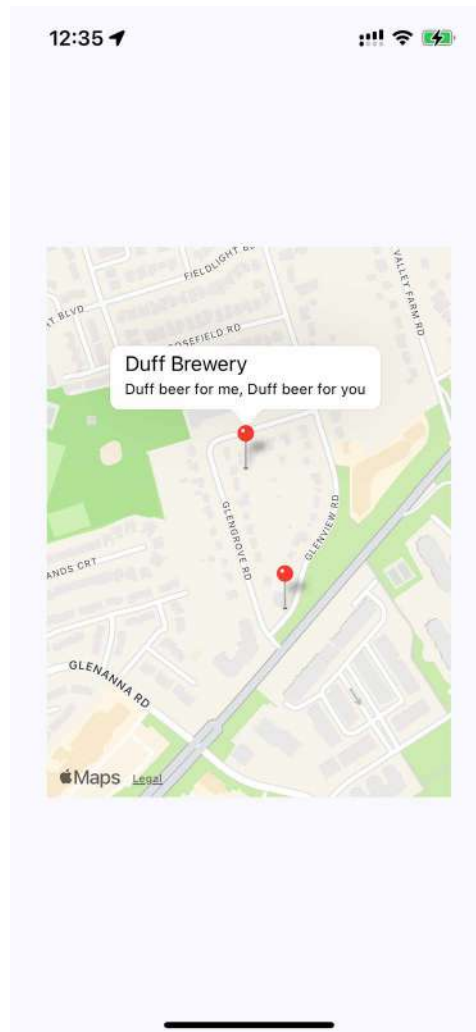 12:35
FIELDLIGHT B
VALLEY FARM RD
T BLVD
OSEFIELD RD
Duff Brewery
Duff beer for me, Duff beer for you
GLENGROVE RD
GLENVIEW RD
ANDS CRT
GLENANNA RD
Maps Legal